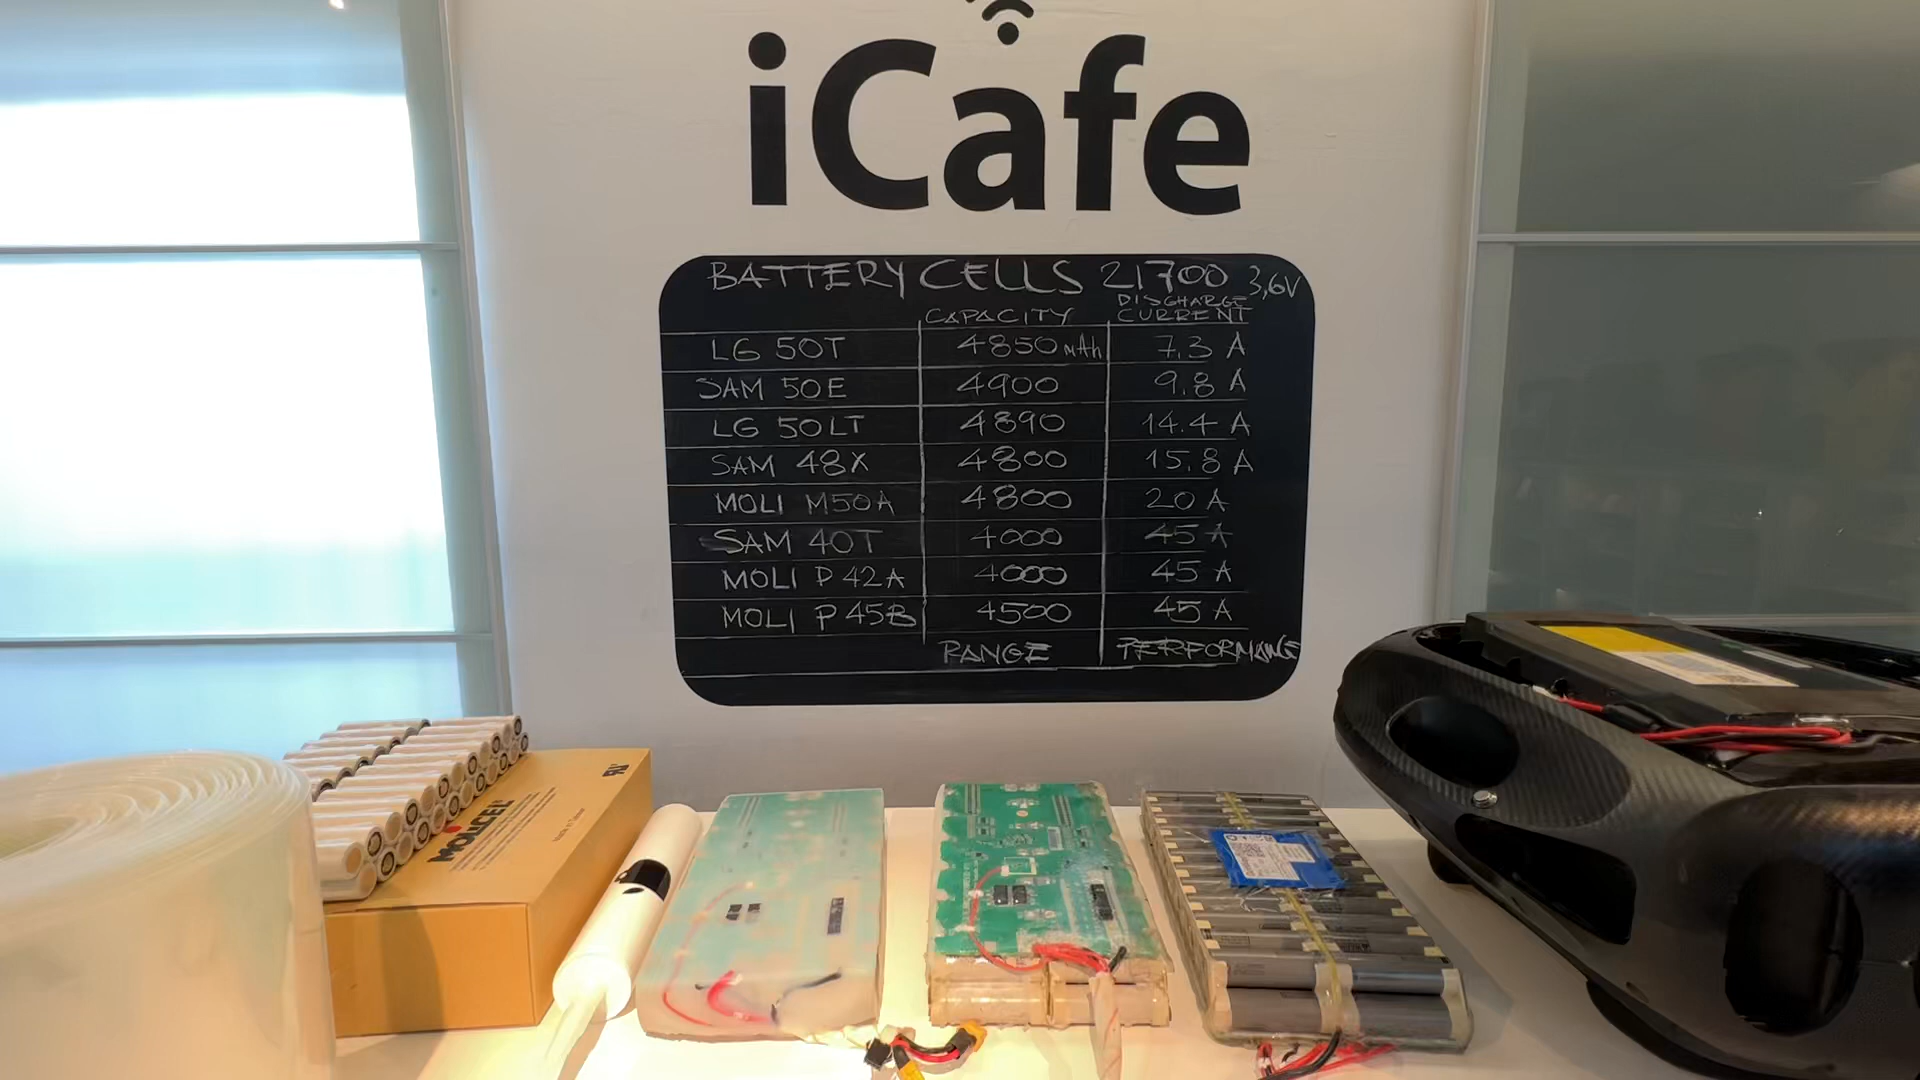 iCafe
BATTERY CELLS 21700 3,6V
CAPACITY DISCHARGE CURRENT
LG 50T 4850 mAh 7.3 A
SAM 50E 4900 9.8 A
LG 50LT 4890 14.4 A
SAM 48X 4800 15.8 A
MOLI M50A 4800 20 A
SAM 40T 4000 45 A
MOLI P42A 4000 45 A
MOLI P45B 4500 45 A
RANGE PERFORMANCE
MOLICEL